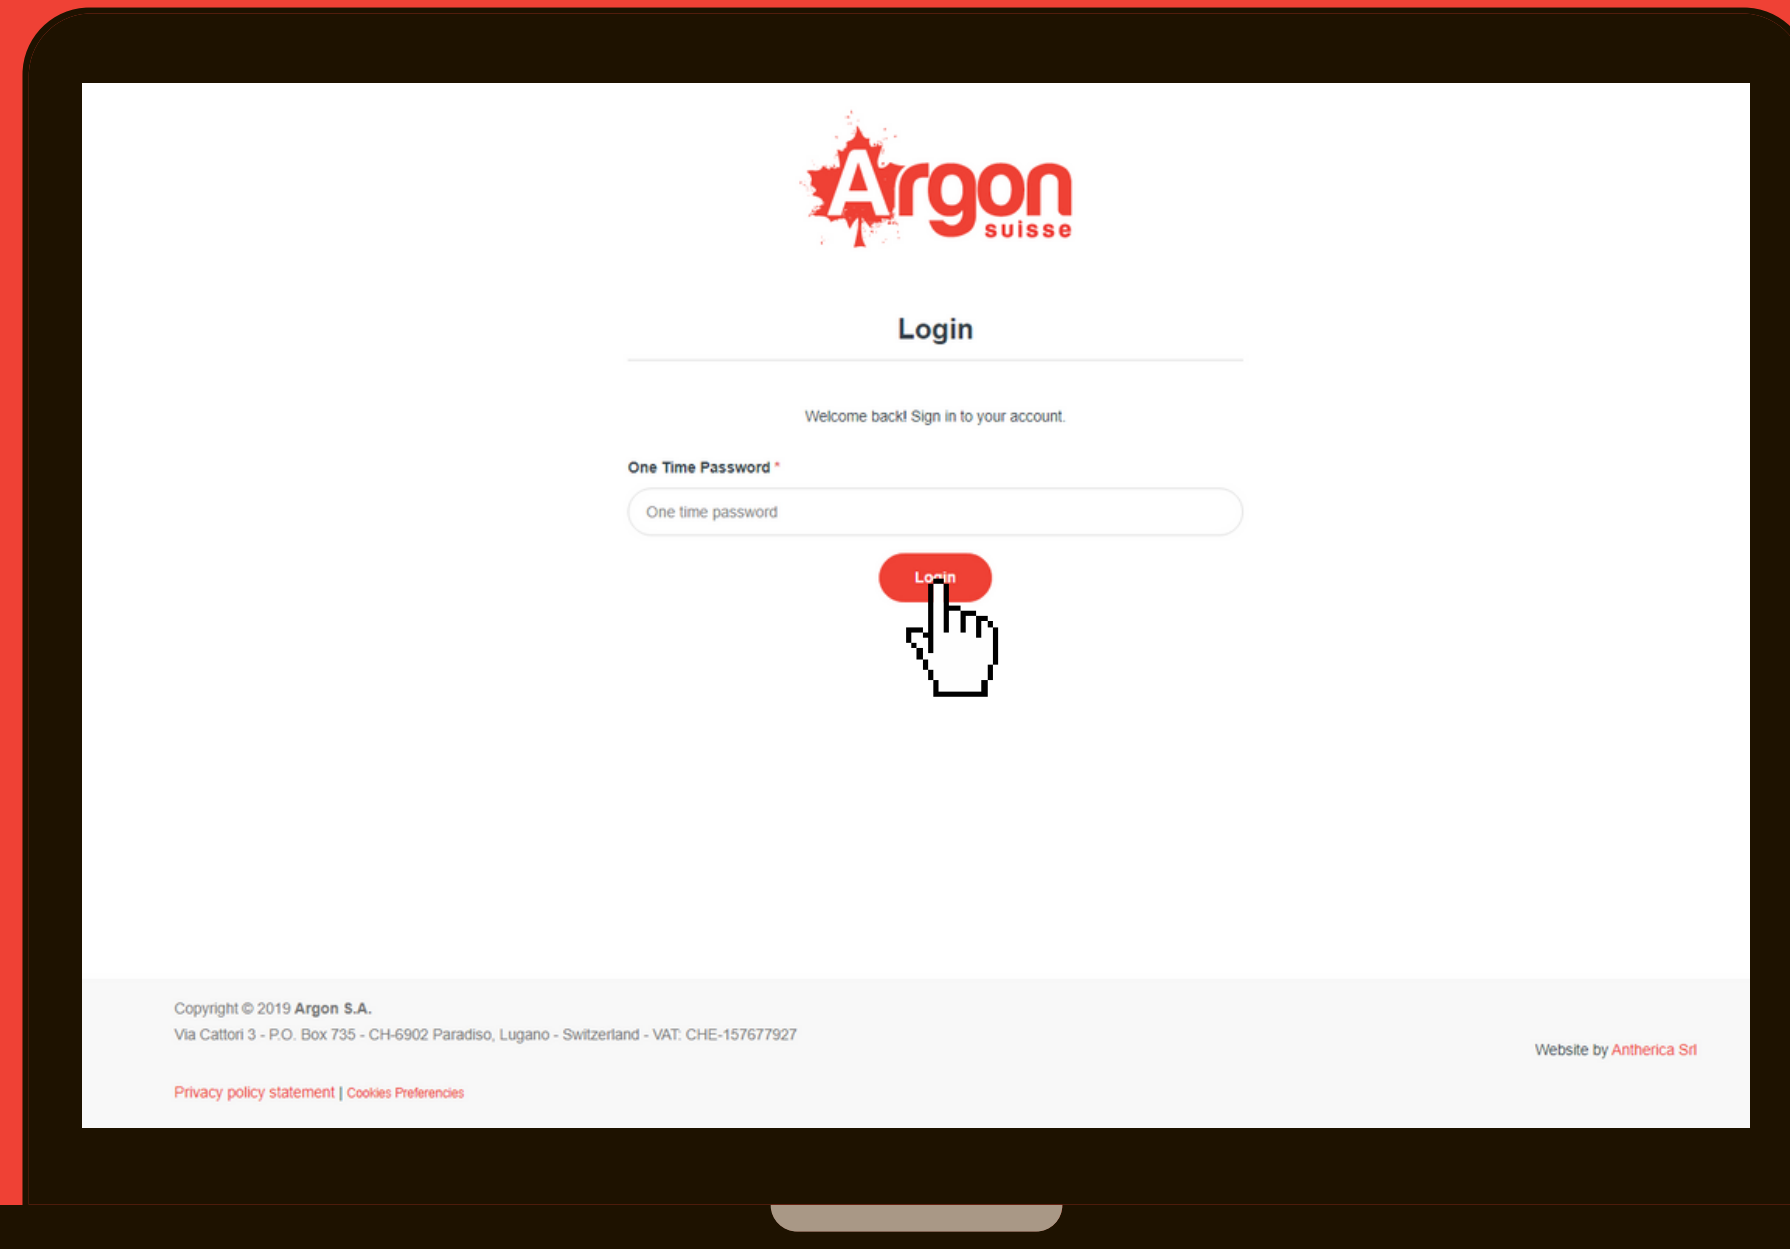 Argon
suisse
Login
Welcome back! Sign in to your account.
One Time Password *
One time password
Login
Copyright © 2019 Argon S.A.
Via Cattori 3 - P.O. Box 735 - CH-6902 Paradiso, Lugano - Switzerland - VAT: CHE-157677927
Website by Antherica Srl
Privacy policy statement | Cookies Preferencies